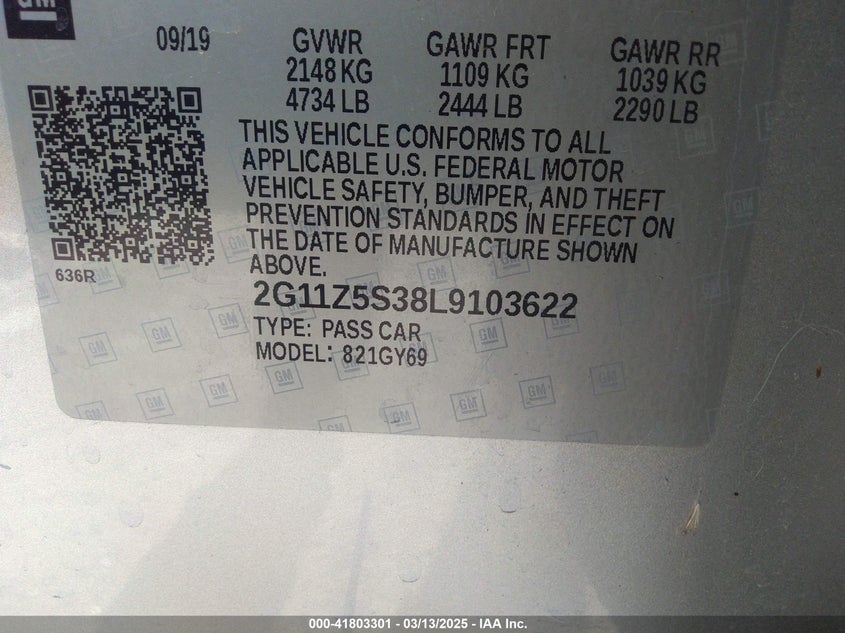 GM
09/19
GVWR
2148 KG
4734 LB
GAWR FRT
1109 KG
2444 LB
GAWR RR
1039 KG
2290 LB
THIS VEHICLE CONFORMS TO ALL
APPLICABLE U.S. FEDERAL MOTOR
VEHICLE SAFETY, BUMPER, AND THEFT
PREVENTION STANDARDS IN EFFECT ON
THE DATE OF MANUFACTURE SHOWN
ABOVE.
636R
2G11Z5S38L9103622
TYPE: PASS CAR
MODEL: 821GY69
000-41803301 - 03/13/2025 - IAA Inc.